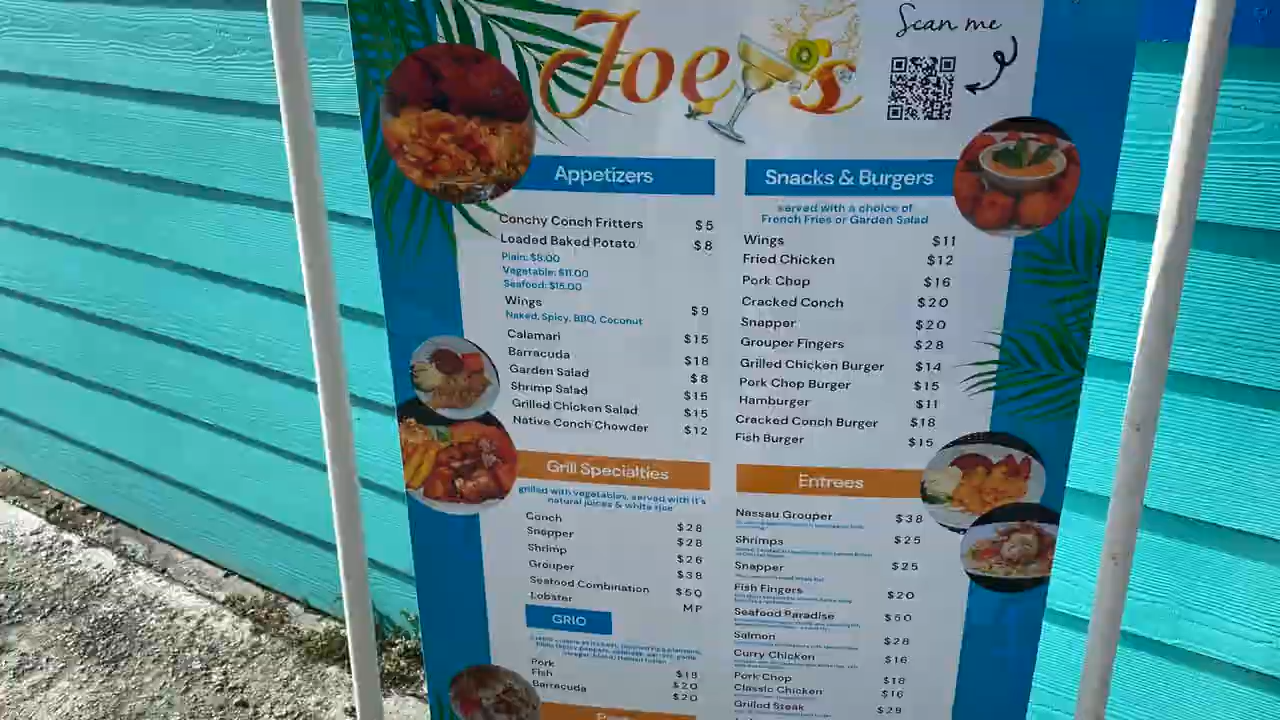 Joe's
Scan me
Appetizers
Conchy Conch Fritters $5
Loaded Baked Potato $8
Plain: $8.00
Vegetable: $11.00
Seafood: $15.00
Wings $9
Naked, Spicy, BBQ, Coconut
Calamari $15
Barracuda $18
Garden Salad $8
Shrimp Salad $15
Grilled Chicken Salad $15
Native Conch Chowder $12
Snacks & Burgers
served with a choice of
French Fries or Garden Salad
Wings $11
Fried Chicken $12
Pork Chop $16
Cracked Conch $20
Snapper $20
Grouper Fingers $28
Grilled Chicken Burger $14
Pork Chop Burger $15
Hamburger $11
Cracked Conch Burger $18
Fish Burger $15
Grill Specialties
grilled with vegetables, served with it's
natural juices & white rice
Conch $28
Snapper $28
Shrimp $26
Grouper $38
Seafood Combination $50
Lobster MP
GRIO
Pork $18
Fish $20
Barracuda $20
Entrees
Nassau Grouper $38
Shrimps $25
Snapper $25
Fish Fingers $20
Seafood Paradise $50
Salmon $28
Curry Chicken $16
Pork Chop $18
Classic Chicken $16
Grilled Steak $29